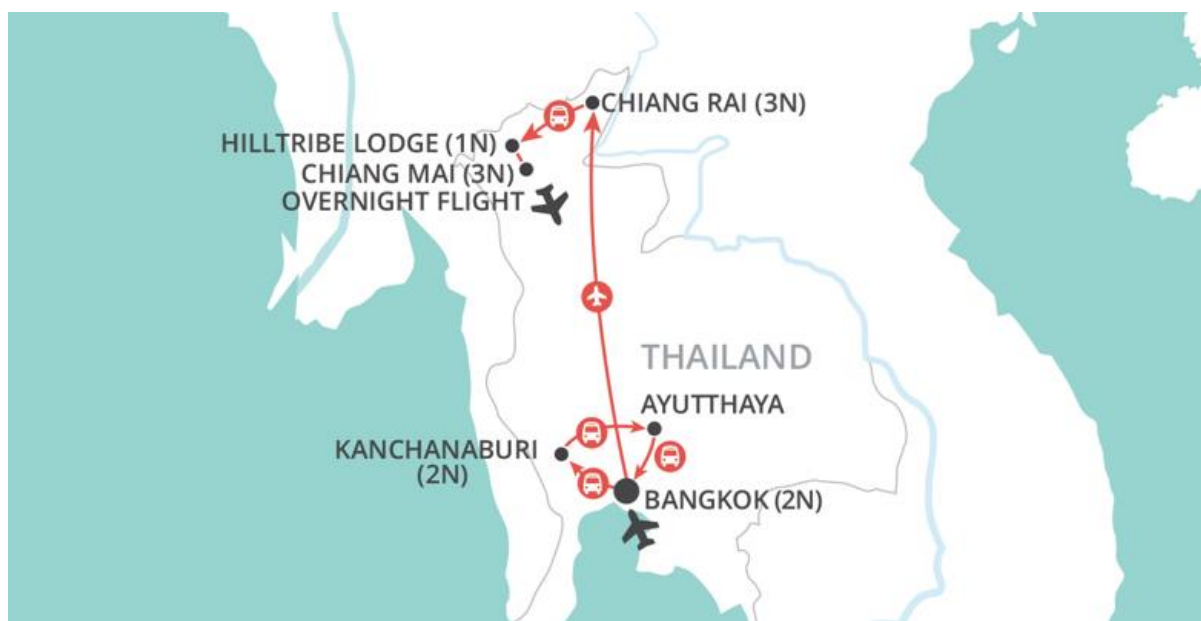 CHIANG RAI (3N)
HILLTRIBE LODGE (1N)
CHIANG MAI (3N)
OVERNIGHT FLIGHT
THAILAND
AYUTTHAYA
KANCHANABURI
(2N)
BANGKOK (2N)